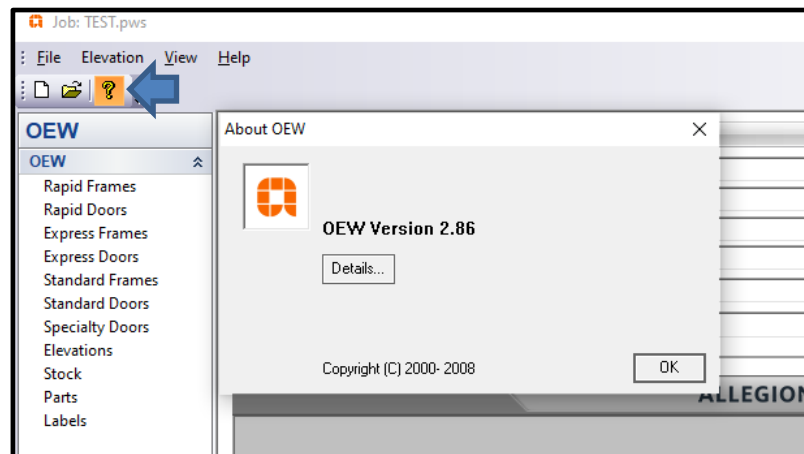 Job: TEST.pws
File Elevation View Help
?
OEW
OEW
Rapid Frames
Rapid Doors
Express Frames
Express Doors
Standard Frames
Standard Doors
Specialty Doors
Elevations
Stock
Parts
Labels
About OEW
OEW Version 2.86
Details...
Copyright (C) 2000- 2008
OK
ALLEGION